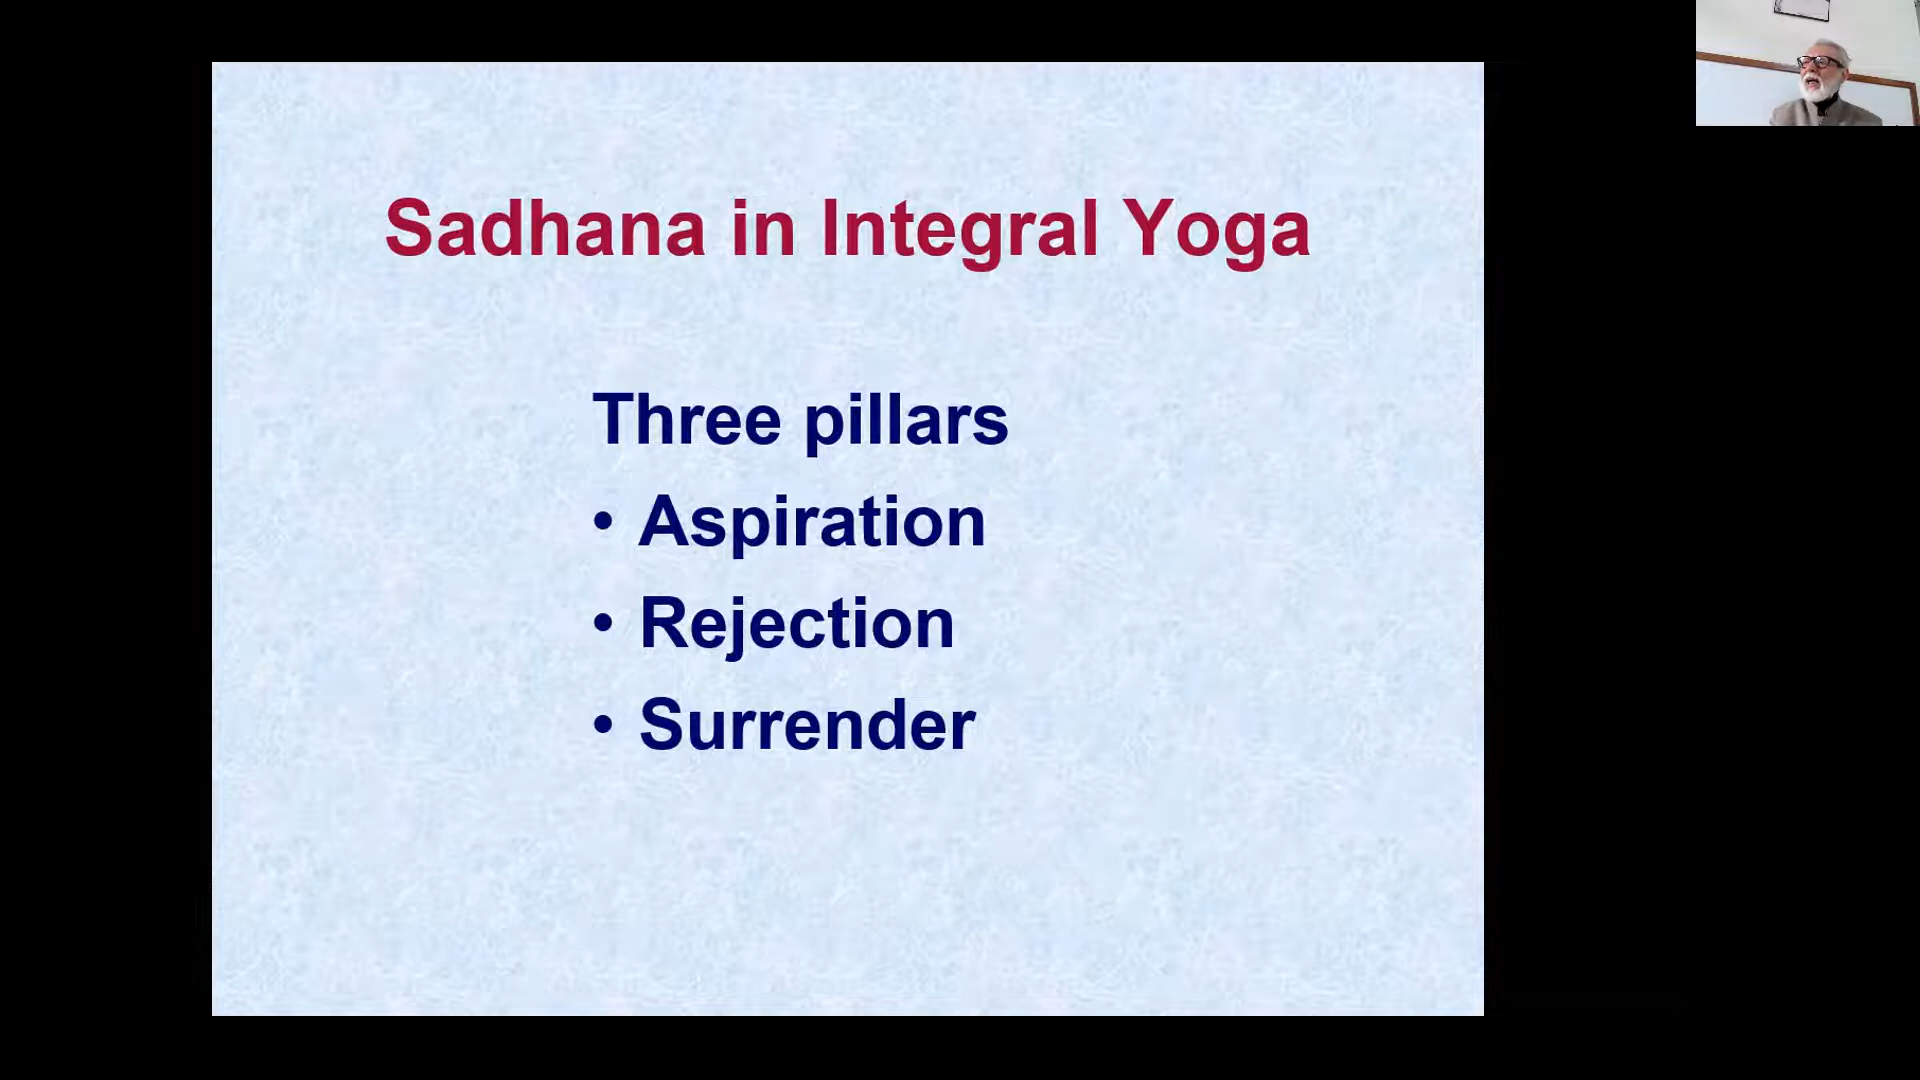 Sadhana in Integral Yoga
Three pillars
• Aspiration
• Rejection
• Surrender